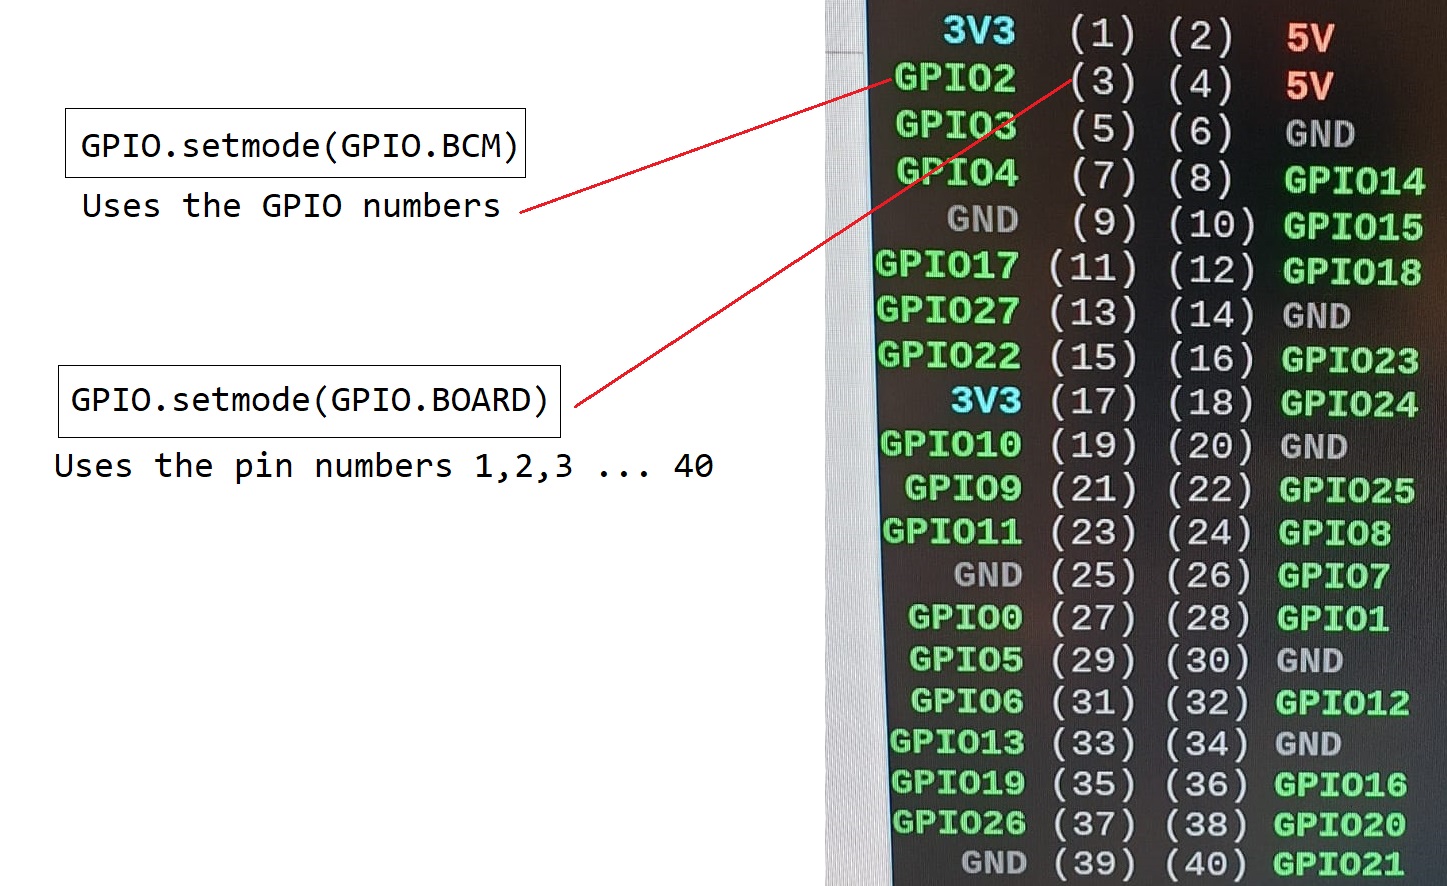 GPIO.setmode(GPIO.BCM)
Uses the GPIO numbers
GPIO.setmode(GPIO.BOARD)
Uses the pin numbers 1,2,3 ... 40
3V3 (1) (2) 5V
GPIO2 (3) (4) 5V
GPIO3 (5) (6) GND
GPIO4 (7) (8) GPIO14
GND (9) (10) GPIO15
GPIO17 (11) (12) GPIO18
GPIO27 (13) (14) GND
GPIO22 (15) (16) GPIO23
3V3 (17) (18) GPIO24
GPIO10 (19) (20) GND
GPIO9 (21) (22) GPIO25
GPIO11 (23) (24) GPIO8
GND (25) (26) GPIO7
GPIO0 (27) (28) GPIO1
GPIO5 (29) (30) GND
GPIO6 (31) (32) GPIO12
GPIO13 (33) (34) GND
GPIO19 (35) (36) GPIO16
GPIO26 (37) (38) GPIO20
GND (39) (40) GPIO21